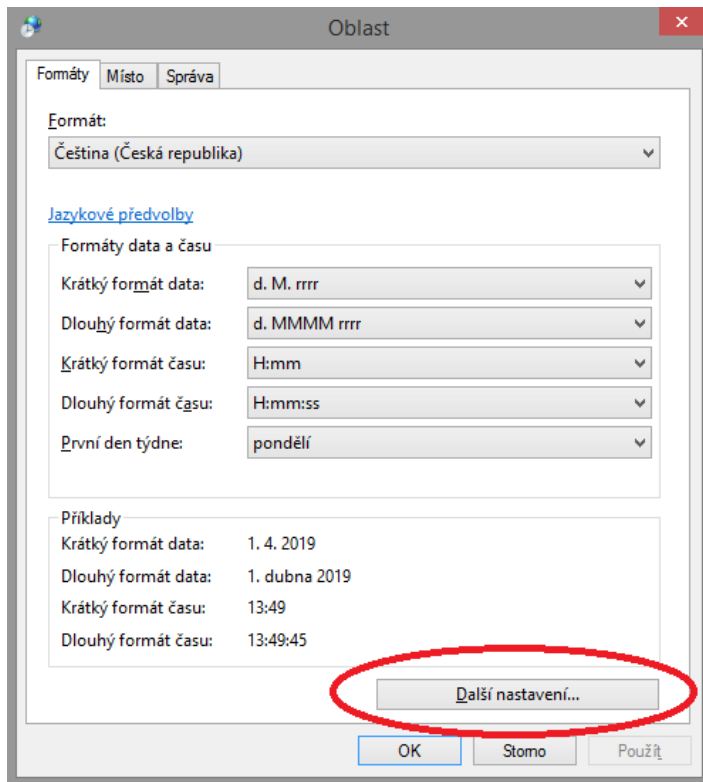 Oblast
Formáty Místo Správa
Formát:
Čeština (Česká republika)
Jazykové předvolby
Formáty data a času
Krátký formát data: d. M. rrrr
Dlouhý formát data: d. MMMM rrrr
Krátký formát času: H:mm
Dlouhý formát času: H:mm:ss
První den týdne: pondělí
Příklady
Krátký formát data: 1. 4. 2019
Dlouhý formát data: 1. dubna 2019
Krátký formát času: 13:49
Dlouhý formát času: 13:49:45
Další nastavení...
OK Storno Použít